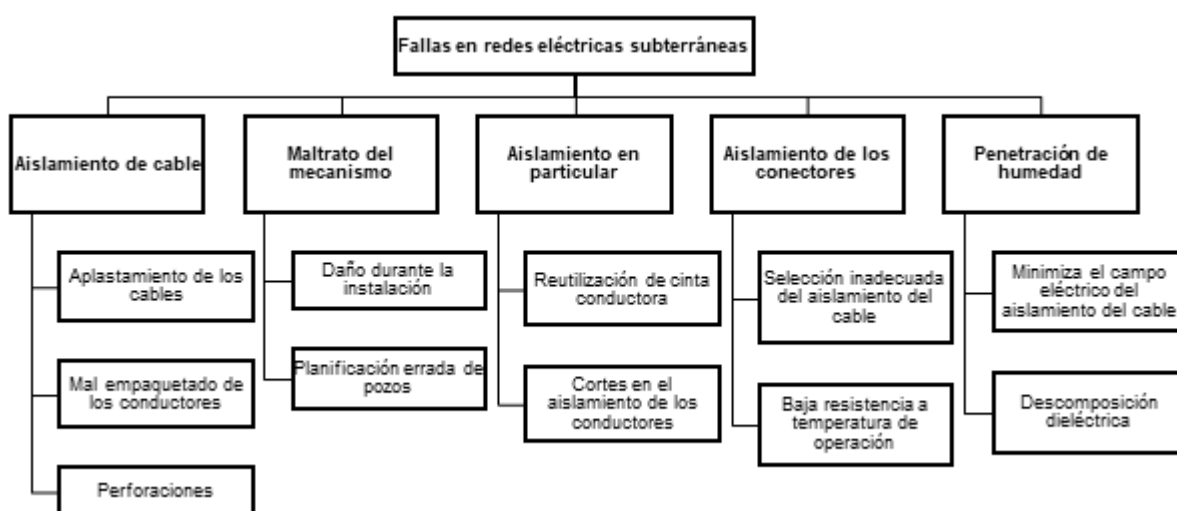 Fallas en redes eléctricas subterráneas
Aislamiento de cable
Maltrato del
mecanismo
Aislamiento en
particular
Aislamiento de los
conectores
Penetración de
humedad
Aplastamiento de los
cables
Mal empaquetado de
los conductores
Perforaciones
Daño durante la
instalación
Planificación errada de
pozos
Reutilización de cinta
conductora
Cortes en el
aislamiento de los
conductores
Selección inadecuada
del aislamiento del
cable
Baja resistencia a
temperatura de
operación
Minimiza el campo
eléctrico del
aislamiento del cable
Descomposición
dieléctrica